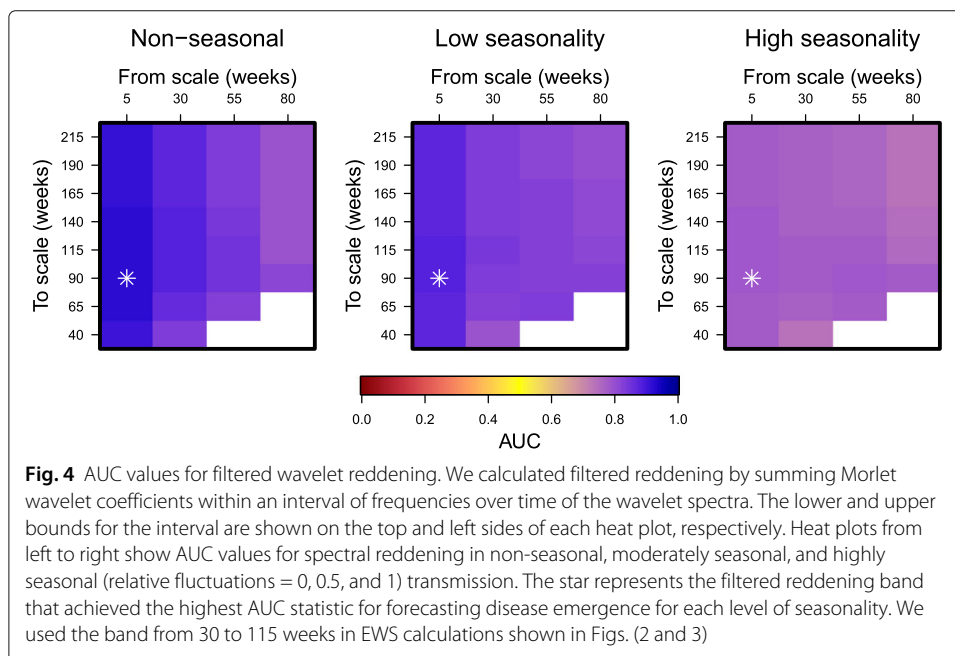 Non−seasonal
Low seasonality
High seasonality
From scale (weeks)
From scale (weeks)
From scale (weeks)
5 30 55 80
5 30 55 80
5 30 55 80
To scale (weeks)
215
190
165
140
115
90
65
40
To scale (weeks)
215
190
165
140
115
90
65
40
To scale (weeks)
215
190
165
140
115
90
65
40
0.0 0.2 0.4 0.6 0.8 1.0
AUC
Fig. 4 AUC values for filtered wavelet reddening. We calculated filtered reddening by summing Morlet
wavelet coefficients within an interval of frequencies over time of the wavelet spectra. The lower and upper
bounds for the interval are shown on the top and left sides of each heat plot, respectively. Heat plots from
left to right show AUC values for spectral reddening in non-seasonal, moderately seasonal, and highly
seasonal (relative fluctuations = 0, 0.5, and 1) transmission. The star represents the filtered reddening band
that achieved the highest AUC statistic for forecasting disease emergence for each level of seasonality. We
used the band from 30 to 115 weeks in EWS calculations shown in Figs. (2 and 3)